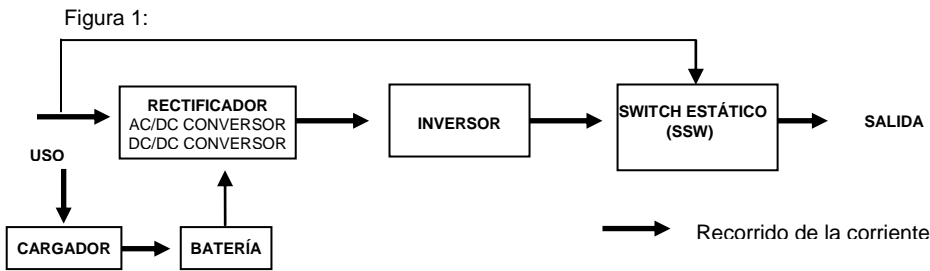 Figura 1:
RECTIFICADOR
AC/DC CONVERSOR
DC/DC CONVERSOR
INVERSOR
SWITCH ESTÁTICO
(SSW)
SALIDA
USO
CARGADOR
BATERÍA
Recorrido de la corriente